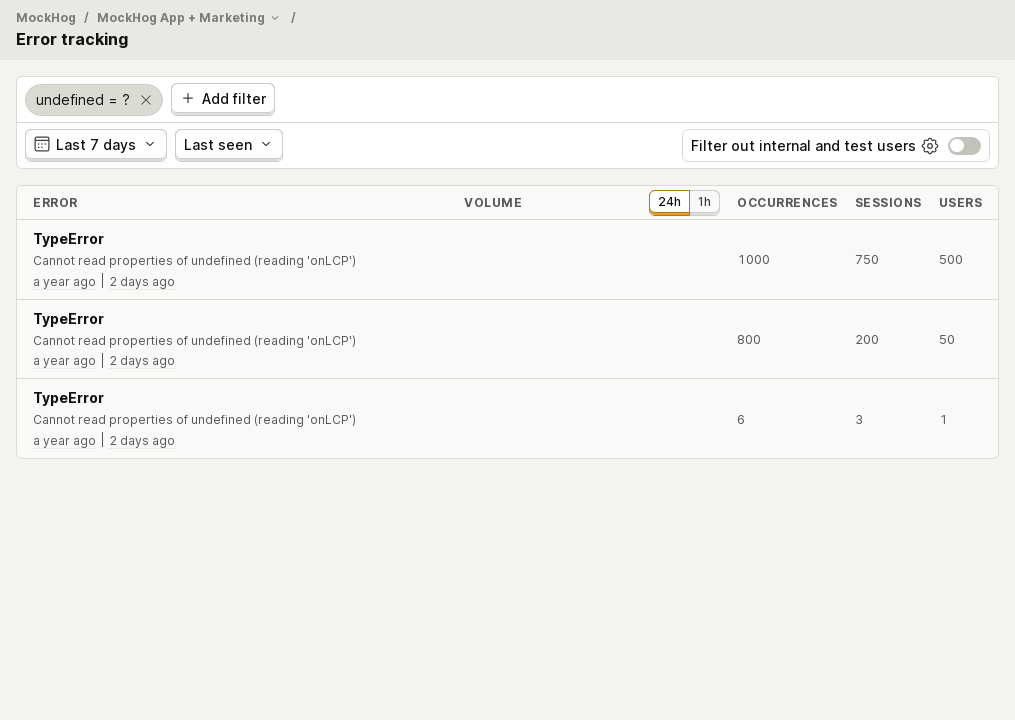 MockHog / MockHog App + Marketing /
Error tracking
undefined = ? Add filter
Last 7 days Last seen Filter out internal and test users
ERROR VOLUME 24h 1h OCCURRENCES SESSIONS USERS
TypeError
Cannot read properties of undefined (reading 'onLCP') 1000 750 500
a year ago | 2 days ago
TypeError
Cannot read properties of undefined (reading 'onLCP') 800 200 50
a year ago | 2 days ago
TypeError
Cannot read properties of undefined (reading 'onLCP') 6 3 1
a year ago | 2 days ago